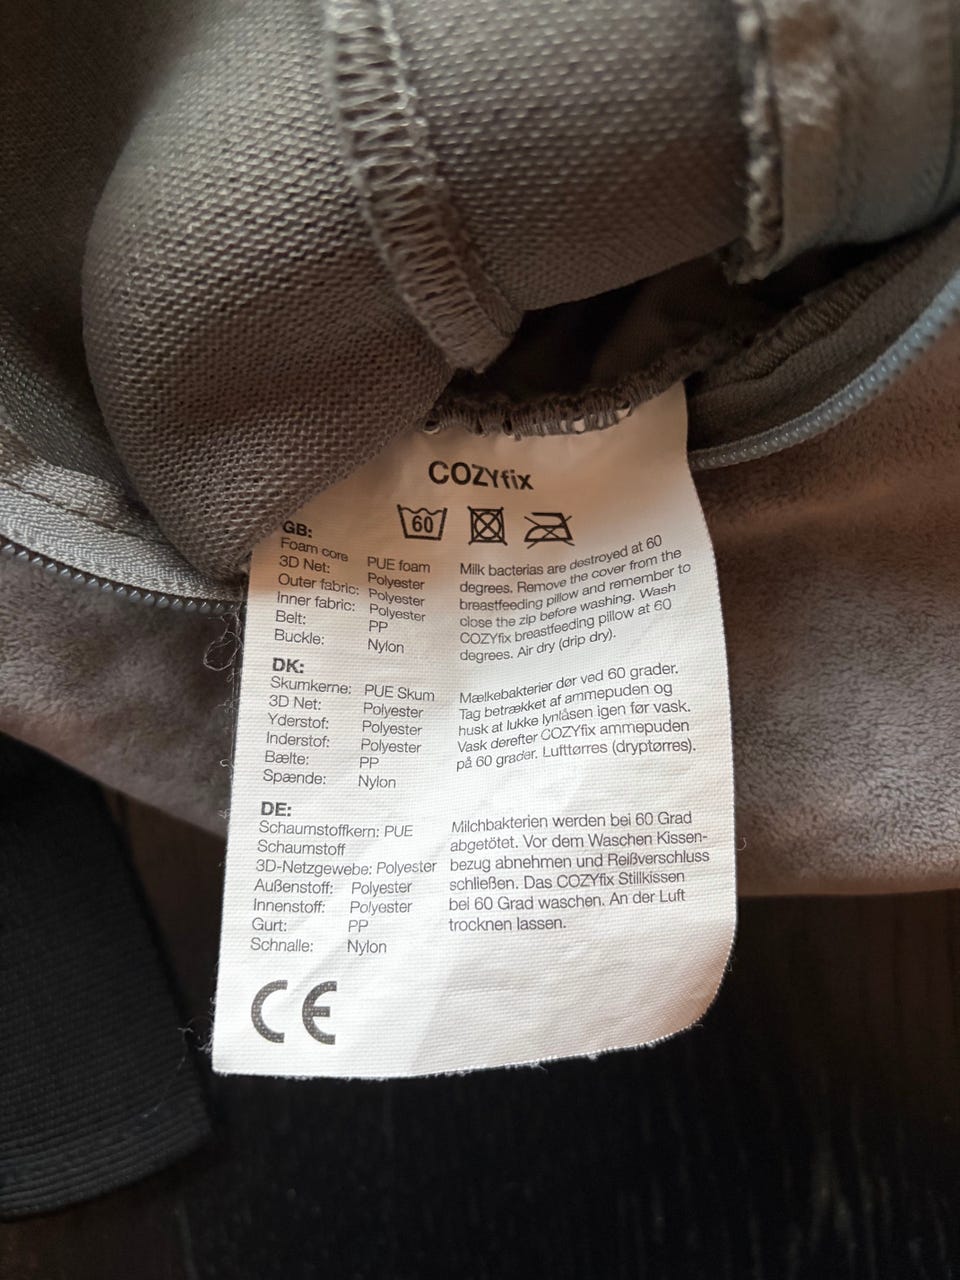 COZYfix
60
GB:
Foam core PUE foam
3D Net: Polyester
Outer fabric: Polyester
Inner fabric: Polyester
Belt: PP
Buckle: Nylon
Milk bacterias are destroyed at 60
degrees. Remove the cover from the
breastfeeding pillow and remember to
close the zip before washing. Wash
COZYfix breastfeeding pillow at 60
degrees. Air dry (drip dry).
DK:
Skumkerne: PUE Skum
3D Net: Polyester
Yderstof: Polyester
Inderstof: Polyester
Bælte: PP
Spænde: Nylon
Mælkebakterier dør ved 60 grader.
Tag betrækket af ammepuden og
husk at lukke lynlåsen igen før vask.
Vask derefter COZYfix ammepuden
på 60 grader. Lufttørres (dryptørres).
DE:
Schaumstoffkern: PUE
Schaumstoff
3D-Netzgewebe: Polyester
Außenstoff: Polyester
Innenstoff: Polyester
Gurt: PP
Schnalle: Nylon
Milchbakterien werden bei 60 Grad
abgetötet. Vor dem Waschen Kissen-
bezug abnehmen und Reißverschluss
schließen. Das COZYfix Stillkissen
bei 60 Grad waschen. An der Luft
trocknen lassen.
CE